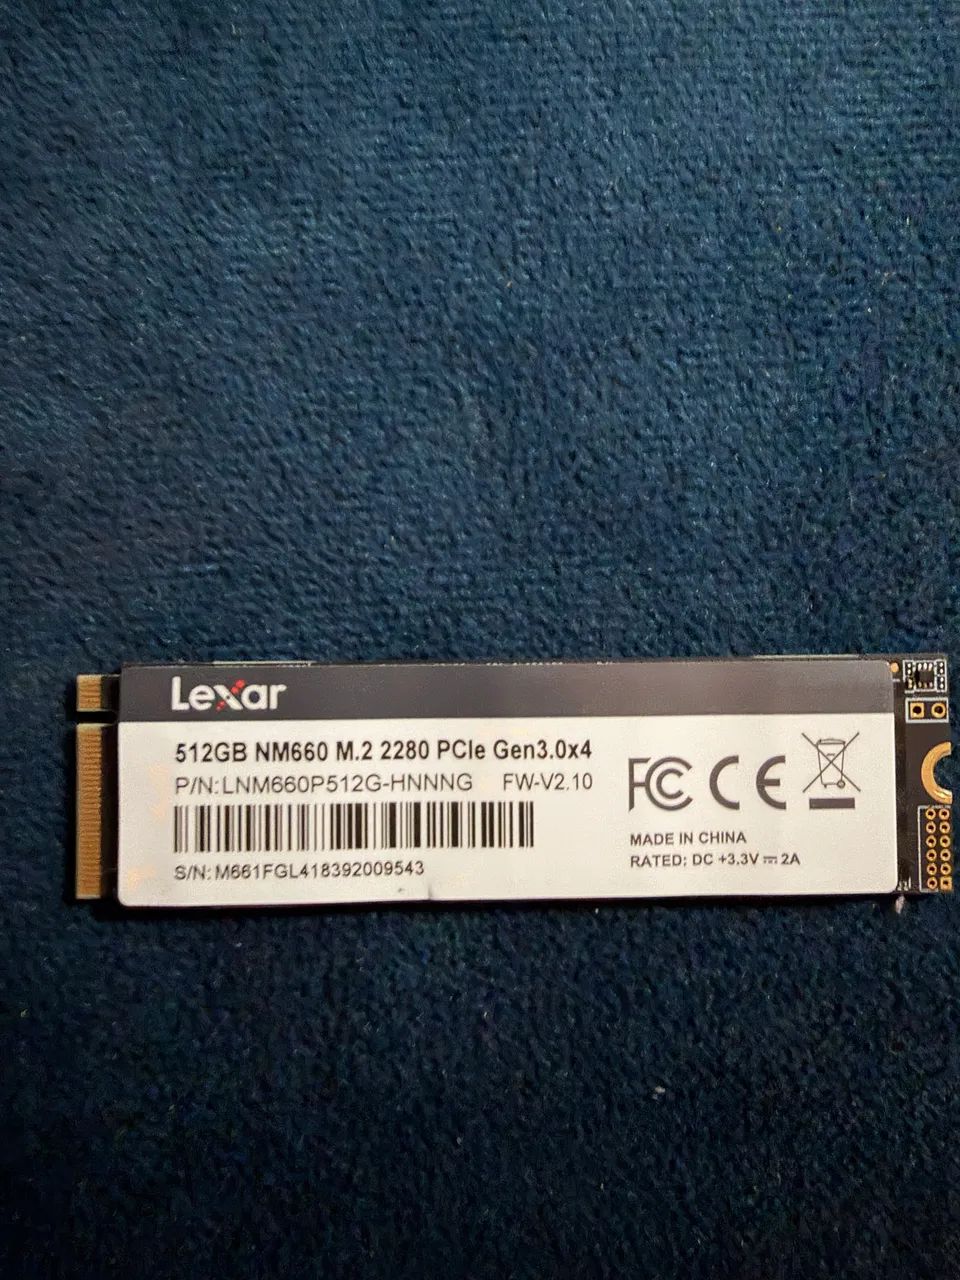 Lexar
512GB NM660 M.2 2280 PCIe Gen3.0x4
P/N:LNM660P512G-HNNNG FW-V2.10
S/N:M661FGL418392009543
FC CE
MADE IN CHINA
RATED: DC +3.3V ⎓ 2A